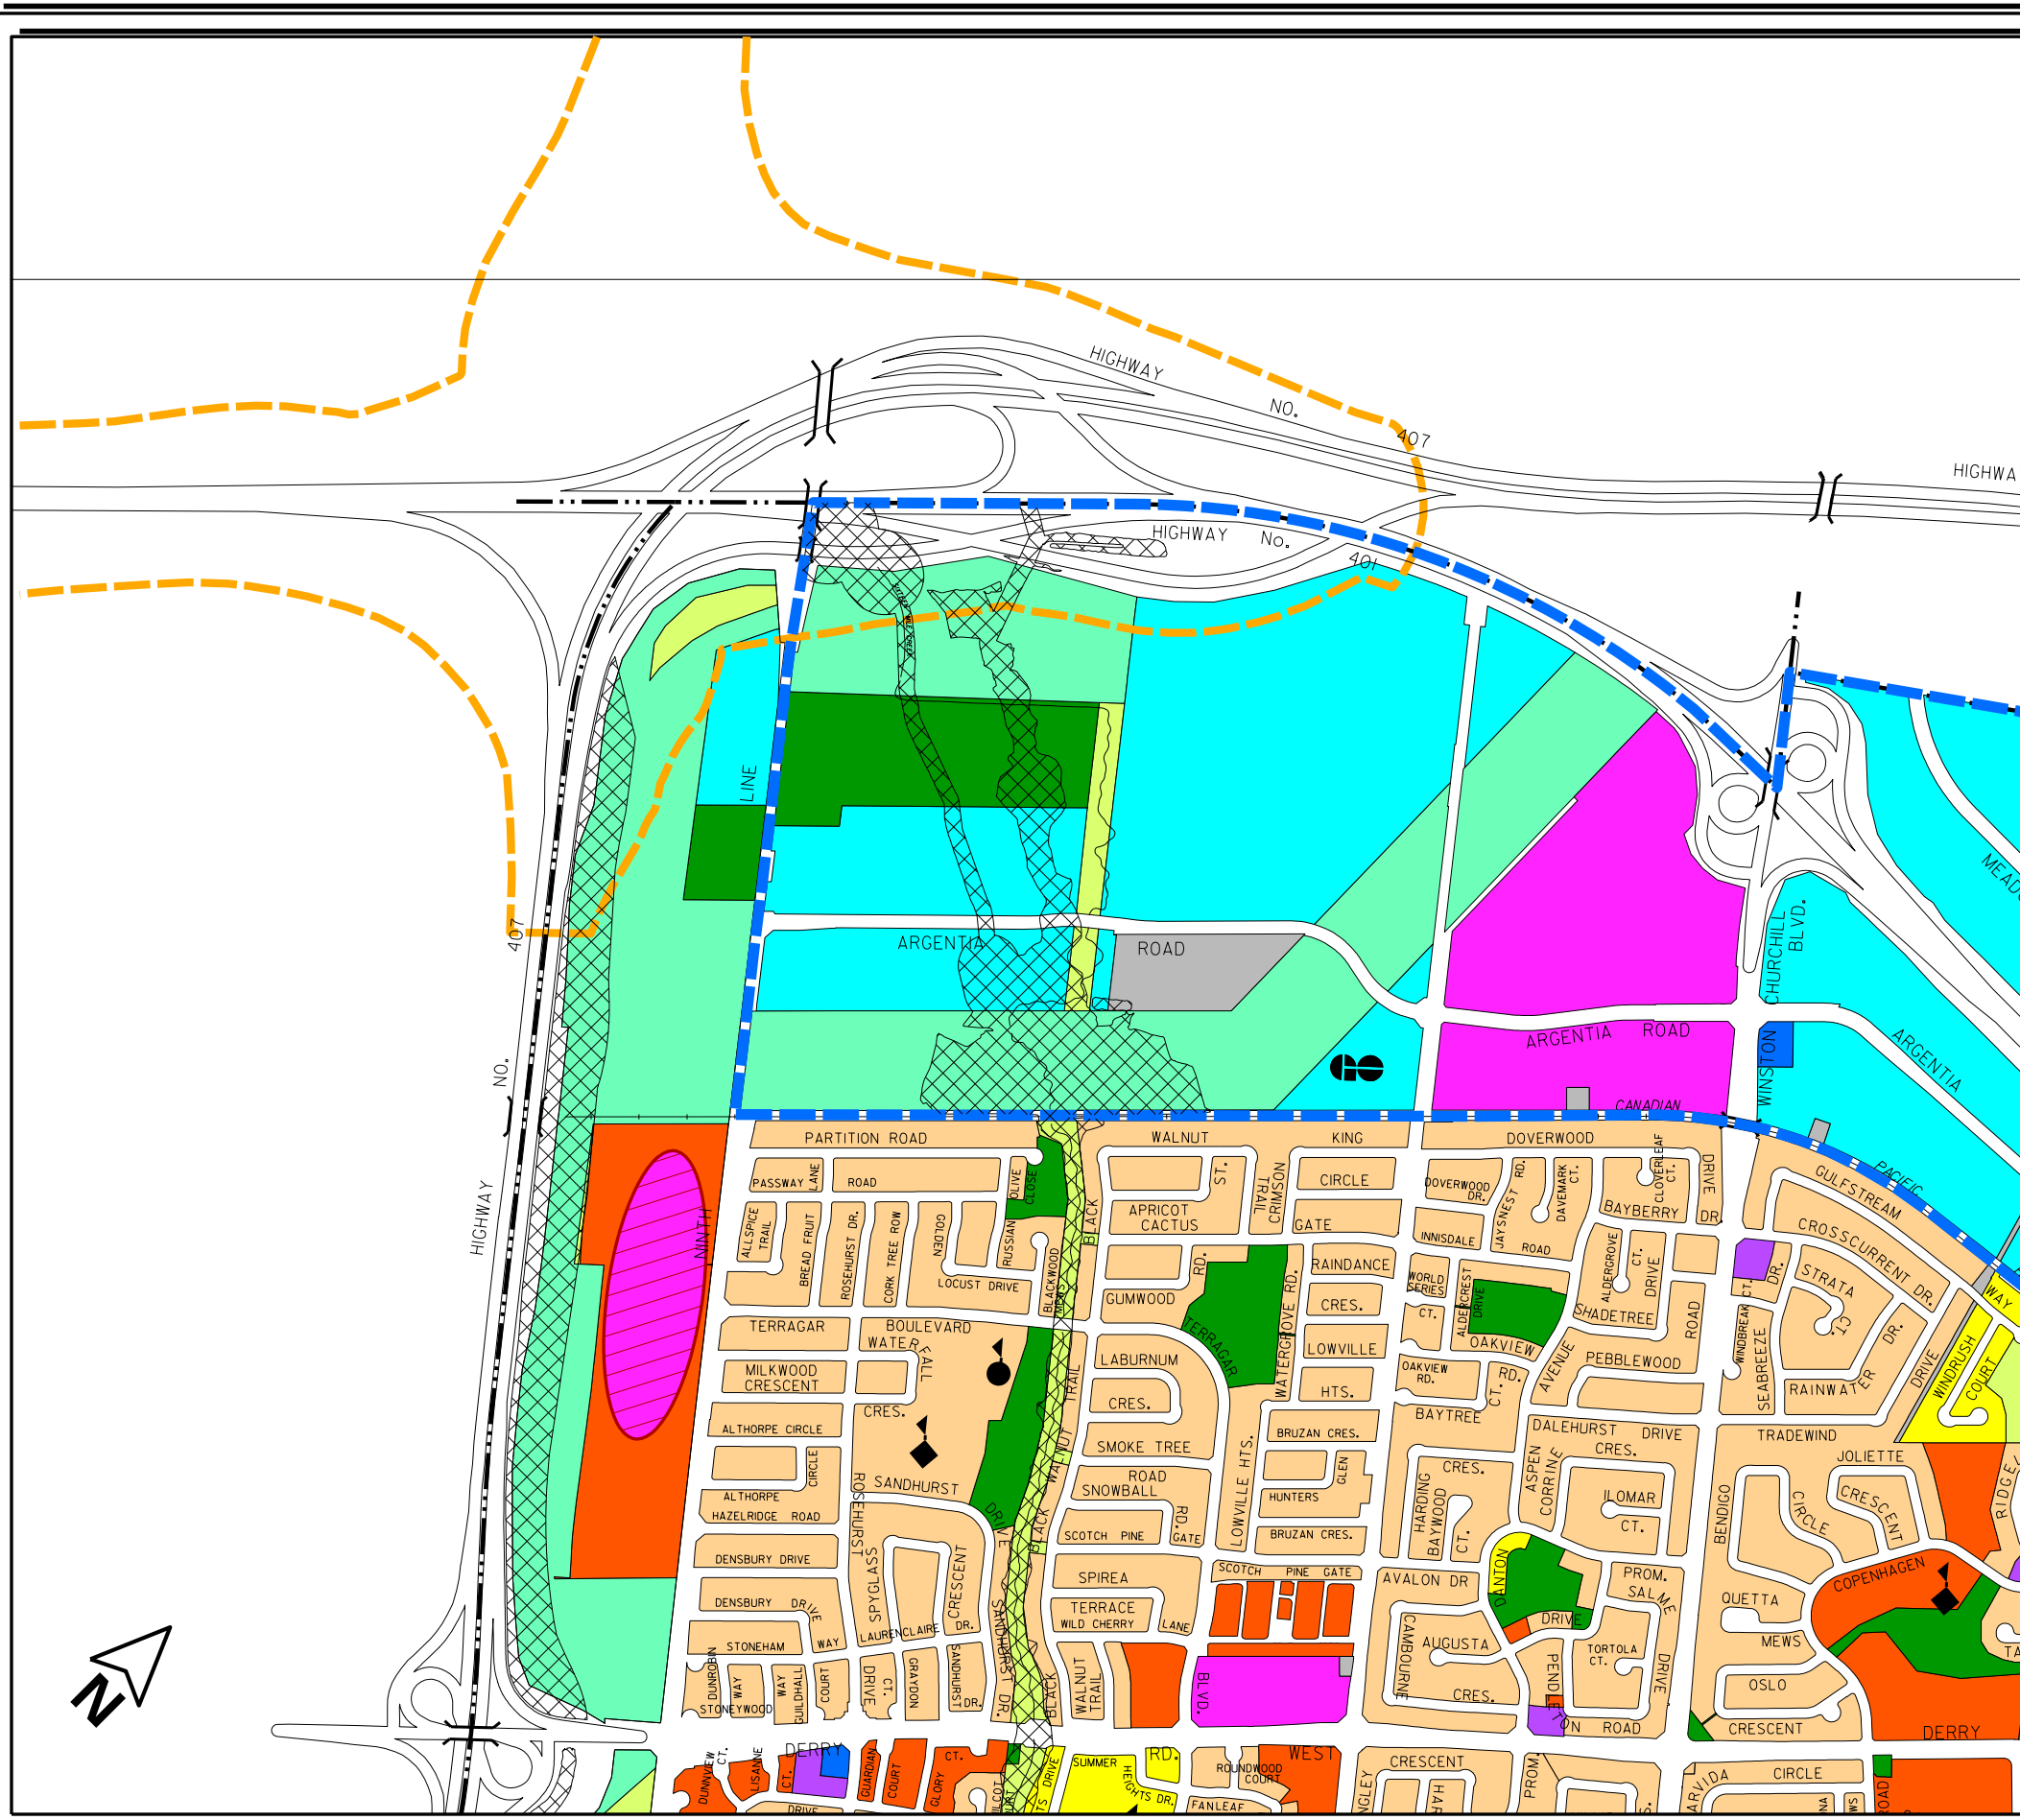 HIGHWAY
NO.
407
HIGHWA
HIGHWAY
No.
401
LINE
MEAD
407
ARGENTIA
ROAD
CHURCHILL
BLVD.
ARGENTIA
ROAD
WINSTON
ARGENTIA
NO.
CANADIAN
PACIFIC
HIGHWAY
NINTH
PARTITION ROAD
WALNUT
KING
DOVERWOOD
DRIVE
CLOVERLEAF
CT.
GULFSTREAM
WAY
PASSWAY
LANE
ROAD
OLIVE
CLOSE
ST.
TRAIL
CRIMSON
CIRCLE
DOVERWOOD
DR.
JAYSNEST
RD.
DAVEMARK
CT.
BAYBERRY
DR.
ALLSPICE
TRAIL
BREAD FRUIT
ROSEHURST DR.
CORK TREE ROW
GOLDEN
LOCUST DRIVE
RUSSIAN
BLACKWOOD
MEWS
BLACK
APRICOT
CACTUS
GATE
INNISDALE
ROAD
CROSSCURRENT DR.
RD.
RAINDANCE
WORLD
SERIES
CT.
ALDERCREST
DRIVE
ALDERGROVE
CT.
DRIVE
WINDBREAK CT.
DR.
STRATA
CT.
GUMWOOD
CRES.
SHADETREE
ROAD
TERRAGAR
BOULEVARD
TERRAGAR
WATERGROVE RD.
LOWVILLE
HTS.
OAKVIEW
OAKVIEW
RD.
CT.
RD.
AVENUE
PEBBLEWOOD
SEABREEZE
RAINWATER
DR.
DRIVE
WINDRUSH
COURT
WATERFALL
CRES.
MILKWOOD
CRESCENT
LABURNUM
CRES.
TRAIL
WALNUT
BLACK
ALTHORPE CIRCLE
CIRCLE
ALTHORPE
HAZELRIDGE ROAD
SANDHURST
DRIVE
ROSEHURST
SMOKE TREE
ROAD
SNOWBALL
RD.
SCOTCH PINE
GATE
LOWVILLE HTS.
BRUZAN CRES.
GLEN
HUNTERS
BRUZAN CRES.
BAYTREE
CRES.
HARDING
BAYWOOD
CT.
ASPEN
CORRINE
DALEHURST DRIVE
CRES.
ILOMAR
CT.
TRADEWIND
JOLIETTE
CRESCENT
CIRCLE
BENDIGO
RIDGE
DENSBURY DRIVE
DENSBURY DRIVE
WAY
SPYGLASS
CRESCENT
LAURENCLAIRE DR.
STONEHAM
SPIREA
TERRACE
WILD CHERRY LANE
SCOTCH PINE GATE
AVALON DR
DANTON
DRIVE
PROM.
SALME
DRIVE
QUETTA
MEWS
COPENHAGEN
DUNROBIN
WAY
STONEYWOOD
WAY
GUILDHALL
COURT
DRIVE
CT.
GRAYDON
SANDHURST
DR.
SANDHURST DR.
BLACK
WALNUT
TRAIL
BLVD.
CAMBOURNE
AUGUSTA
CRES.
PENDLETON ROAD
TORTOLA
CT.
OSLO
CRESCENT
DERRY
TA
DERRY
RD.
WEST
DUNNVIEW
CT.
LISANNE
CT.
GUARDIAN
COURT
GLORY
CT.
DRIVE
SUMMER
HEIGHTS DR.
ROUNDWOOD
COURT
FANLEAF
NGLEY
CRESCENT
HAR
PROM.
ARVIDA
CIRCLE
ROAD
N